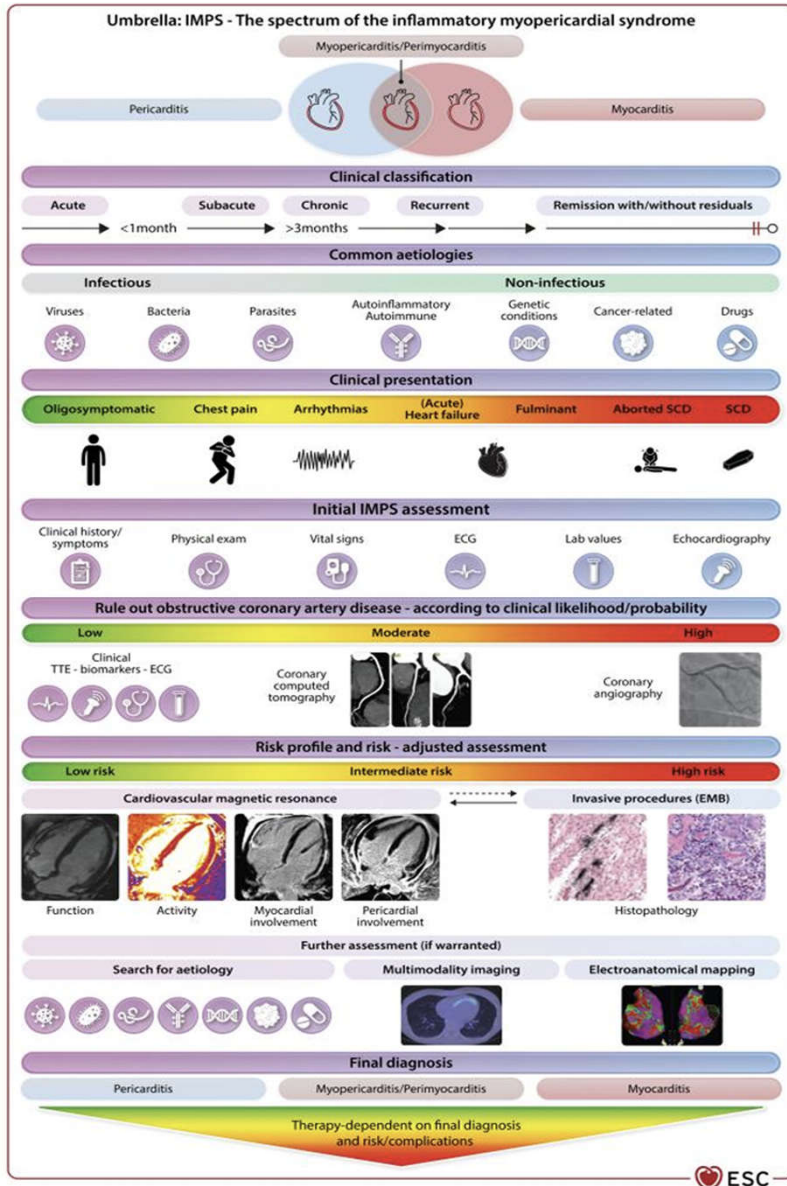 Umbrella: IMPS - The spectrum of the inflammatory myopericardial syndrome
Myopericarditis/Perimyocarditis
Pericarditis
Myocarditis
Clinical classification
Acute
Subacute
Chronic
Recurrent
Remission with/without residuals
<1month
>3months
Common aetiologies
Infectious
Non-infectious
Viruses
Bacteria
Parasites
Autoinflammatory
Autoimmune
Genetic
conditions
Cancer-related
Drugs
Clinical presentation
Oligosymptomatic
Chest pain
Arrhythmias
(Acute)
Heart failure
Fulminant
Aborted SCD
SCD
Initial IMPS assessment
Clinical history/
symptoms
Physical exam
Vital signs
ECG
Lab values
Echocardiography
Rule out obstructive coronary artery disease - according to clinical likelihood/probability
Low
Moderate
High
Clinical
TTE - biomarkers - ECG
Coronary
computed
tomography
Coronary
angiography
Risk profile and risk - adjusted assessment
Low risk
Intermediate risk
High risk
Cardiovascular magnetic resonance
Invasive procedures (EMB)
Function
Activity
Myocardial
involvement
Pericardial
involvement
Histopathology
Further assessment (if warranted)
Search for aetiology
Multimodality imaging
Electroanatomical mapping
Final diagnosis
Pericarditis
Myopericarditis/Perimyocarditis
Myocarditis
Therapy-dependent on final diagnosis
and risk/complications
ESC